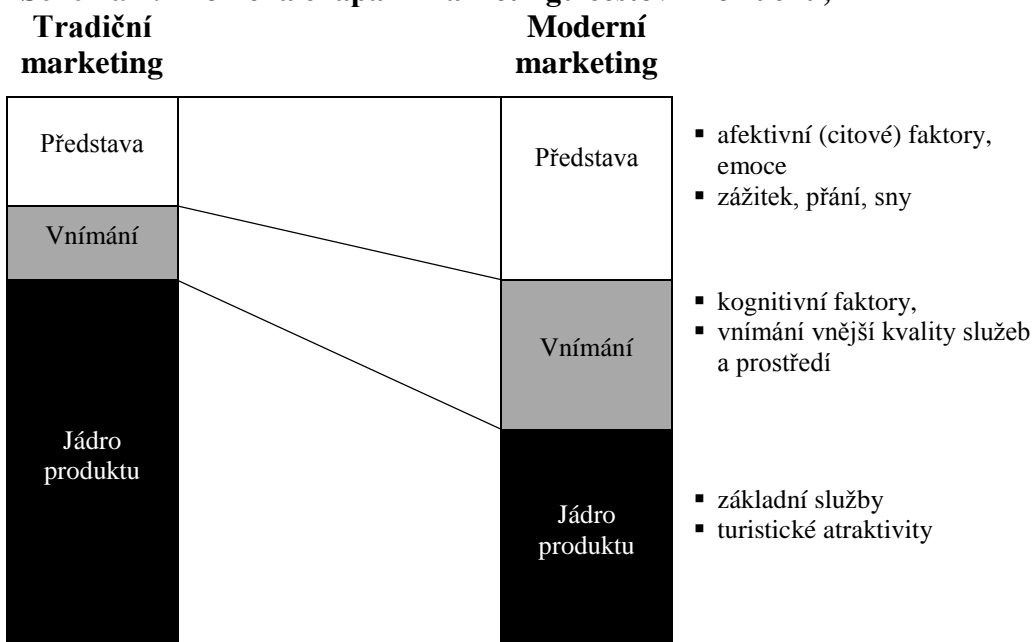 Tradiční
marketing
Moderní
marketing
Představa
Vnímání
Jádro
produktu
Představa
Vnímání
Jádro
produktu
▪ afektivní (citové) faktory,
emoce
▪ zážitek, přání, sny
▪ kognitivní faktory,
▪ vnímání vnější kvality služeb
a prostředí
▪ základní služby
▪ turistické atraktivity